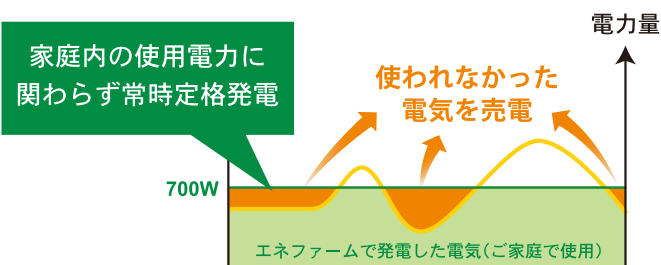 電力量
家庭内の使用電力に
関わらず常時定格発電
使われなかった
電気を売電
700W
エネファームで発電した電気（ご家庭で使用）